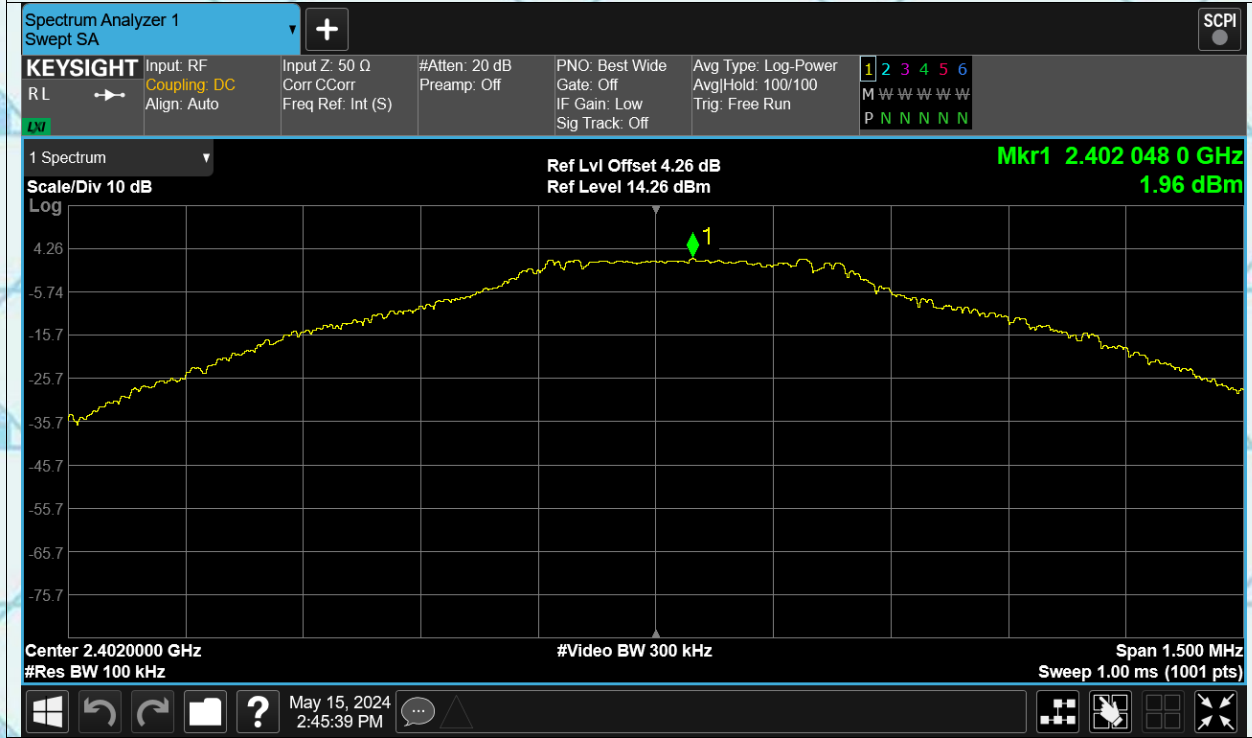 Spectrum Analyzer 1
Swept SA
SCPI
KEYSIGHT
R L
LXI
Input: RF
Coupling: DC
Align: Auto
Input Z: 50 Ω
Corr CCorr
Freq Ref: Int (S)
#Atten: 20 dB
Preamp: Off
PNO: Best Wide
Gate: Off
IF Gain: Low
Sig Track: Off
Avg Type: Log-Power
Avg|Hold: 100/100
Trig: Free Run
1 2 3 4 5 6
M W W W W W
P N N N N N
1 Spectrum
Scale/Div 10 dB
Log
Ref Lvl Offset 4.26 dB
Ref Level 14.26 dBm
Mkr1 2.402 048 0 GHz
1.96 dBm
1
4.26
-5.74
-15.7
-25.7
-35.7
-45.7
-55.7
-65.7
-75.7
Center 2.4020000 GHz
#Res BW 100 kHz
#Video BW 300 kHz
Span 1.500 MHz
Sweep 1.00 ms (1001 pts)
?
May 15, 2024
2:45:39 PM